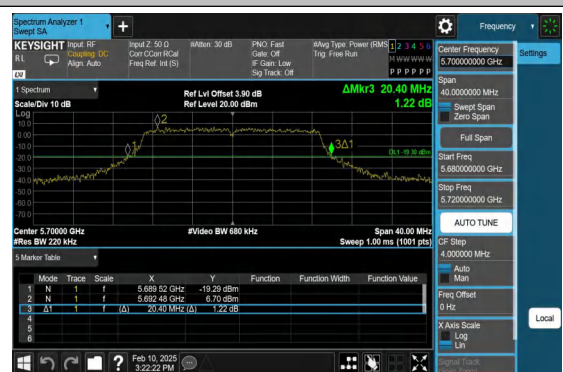 Spectrum Analyzer 1
Swept SA
Frequency
KEYSIGHT Input: RF Input Z: 50 Ω #Atten: 30 dB PNO: Fast #Avg Type: Power (RMS 1 2 3 4 5 6
RL Coupling: DC Corr CCorr RCal Gate: Off Trig: Free Run M W W W W W
Align: Auto Freq Ref: Int (S) IF Gain: Low
Sig Track: Off P P P P P P
LXI
1 Spectrum Ref Lvl Offset 3.90 dB ΔMkr3 20.40 MHz
Scale/Div 10 dB Ref Level 20.00 dBm 1.22 dB
Log
10.0
0.00
-10.0
-20.0
-30.0
-40.0
-50.0
-60.0
-70.0
1
2
3Δ1
DL1 -19.30 dBm
Center 5.70000 GHz #Video BW 680 kHz Span 40.00 MHz
#Res BW 220 kHz Sweep 1.00 ms (1001 pts)
5 Marker Table
Mode Trace Scale X Y Function Function Width Function Value
1 N 1 f 5.689 52 GHz -19.29 dBm
2 N 1 f 5.692 48 GHz 6.70 dBm
3 Δ1 1 f (Δ) 20.40 MHz (Δ) 1.22 dB
4
5
6
Feb 10, 2025
3:22:22 PM
Center Frequency
5.700000000 GHz
Settings
Span
40.0000000 MHz
Swept Span
Zero Span
Full Span
Start Freq
5.680000000 GHz
Stop Freq
5.720000000 GHz
AUTO TUNE
CF Step
4.000000 MHz
Auto
Man
Freq Offset
0 Hz
X Axis Scale
Log
Lin
Local
Signal Track